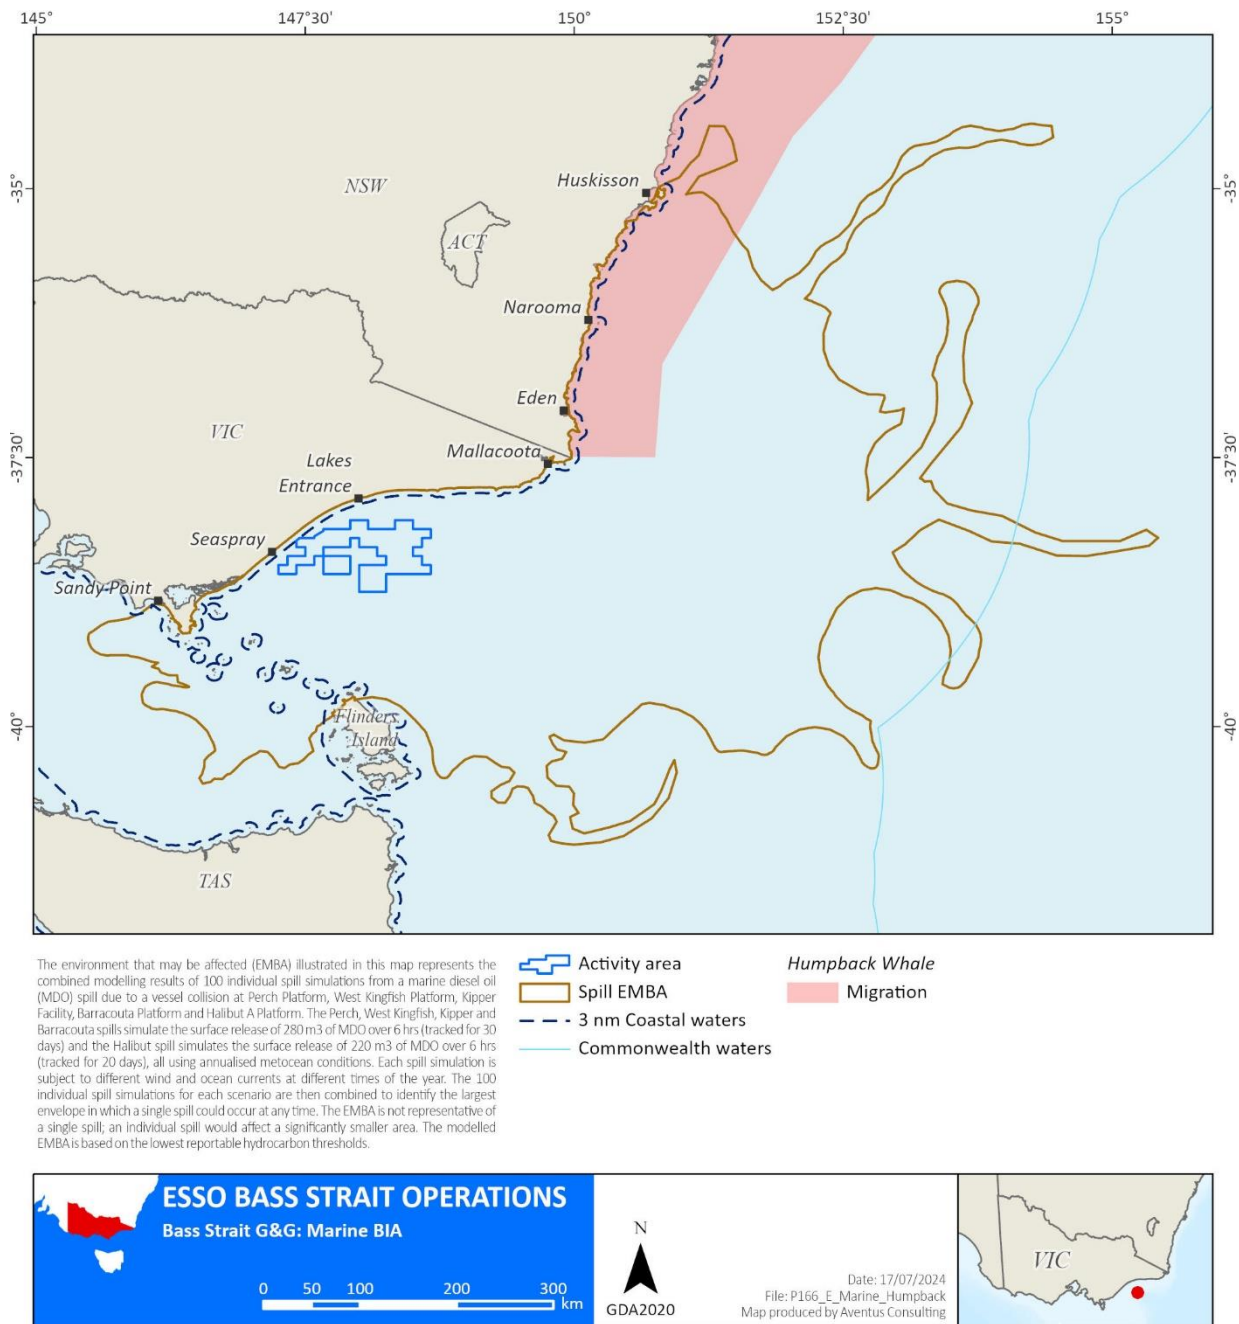 145°
147°30'
150°
152°30'
155°
-35°
-35°
-37°30'
-37°30'
-40°
-40°
NSW
ACT
VIC
TAS
Huskisson
Narooma
Eden
Mallacoota
Lakes
Entrance
Seaspray
Sandy Point
Flinders
Island
The environment that may be affected (EMBA) illustrated in this map represents the
combined modelling results of 100 individual spill simulations from a marine diesel oil
(MDO) spill due to a vessel collision at Perch Platform, West Kingfish Platform, Kipper
Facility, Barracouta Platform and Halibut A Platform. The Perch, West Kingfish, Kipper and
Barracouta spills simulate the surface release of 280 m3 of MDO over 6 hrs (tracked for 30
days) and the Halibut spill simulates the surface release of 220 m3 of MDO over 6 hrs
(tracked for 20 days), all using annualised metocean conditions. Each spill simulation is
subject to different wind and ocean currents at different times of the year. The 100
individual spill simulations for each scenario are then combined to identify the largest
envelope in which a single spill could occur at any time. The EMBA is not representative of
a single spill; an individual spill would affect a significantly smaller area. The modelled
EMBA is based on the lowest reportable hydrocarbon thresholds.
Activity area
Spill EMBA
3 nm Coastal waters
Commonwealth waters
Humpback Whale
Migration
ESSO BASS STRAIT OPERATIONS
Bass Strait G&G: Marine BIA
0 50 100 200 300
km
N
GDA2020
Date: 17/07/2024
File: P166_E_Marine_Humpback
Map produced by Aventus Consulting
VIC